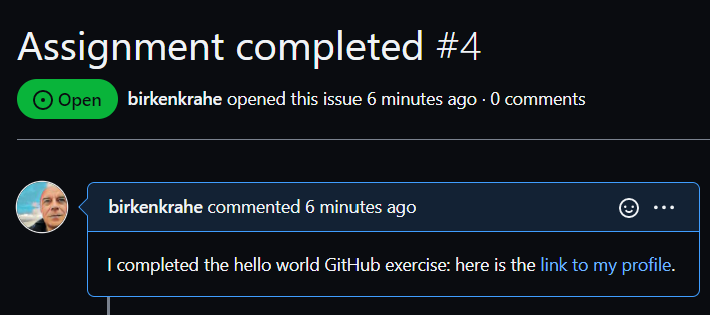 Assignment completed #4
Open birkenkrahe opened this issue 6 minutes ago · 0 comments
birkenkrahe commented 6 minutes ago
I completed the hello world GitHub exercise: here is the link to my profile.